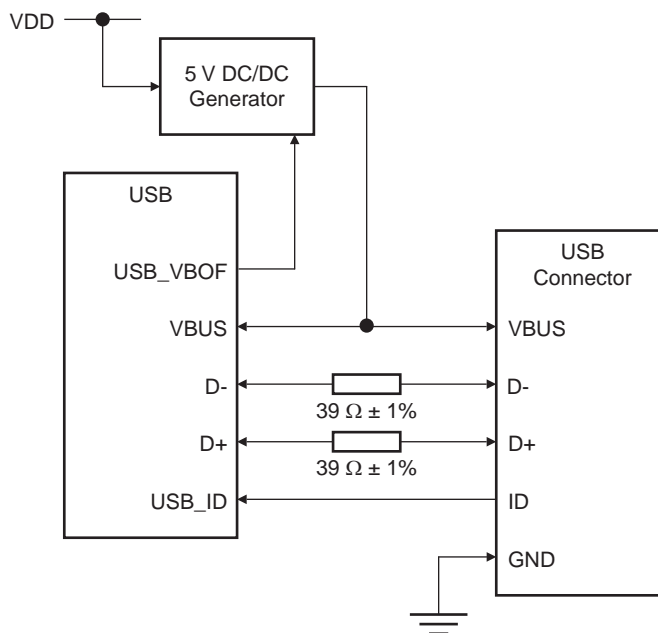 VDD
5 V DC/DC
Generator
USB
USB_VBOF
VBUS
D-
D+
USB_ID
39 Ω ± 1%
39 Ω ± 1%
USB
Connector
VBUS
D-
D+
ID
GND